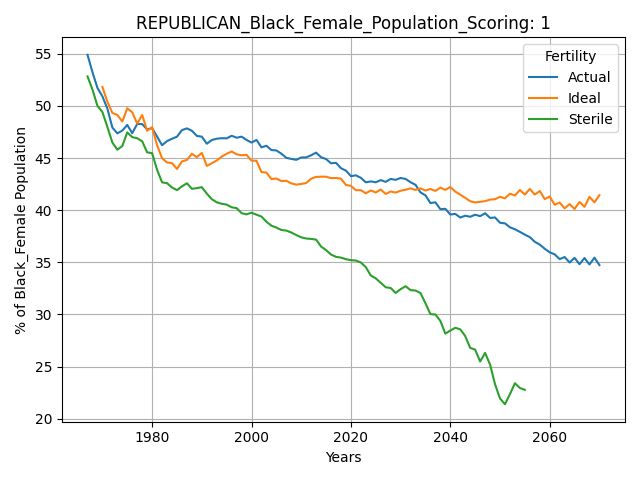 REPUBLICAN_Black_Female_Population_Scoring: 1
% of Black_Female Population
55
50
45
40
35
30
25
20
Fertility
Actual
Ideal
Sterile
1980
2000
2020
2040
2060
Years